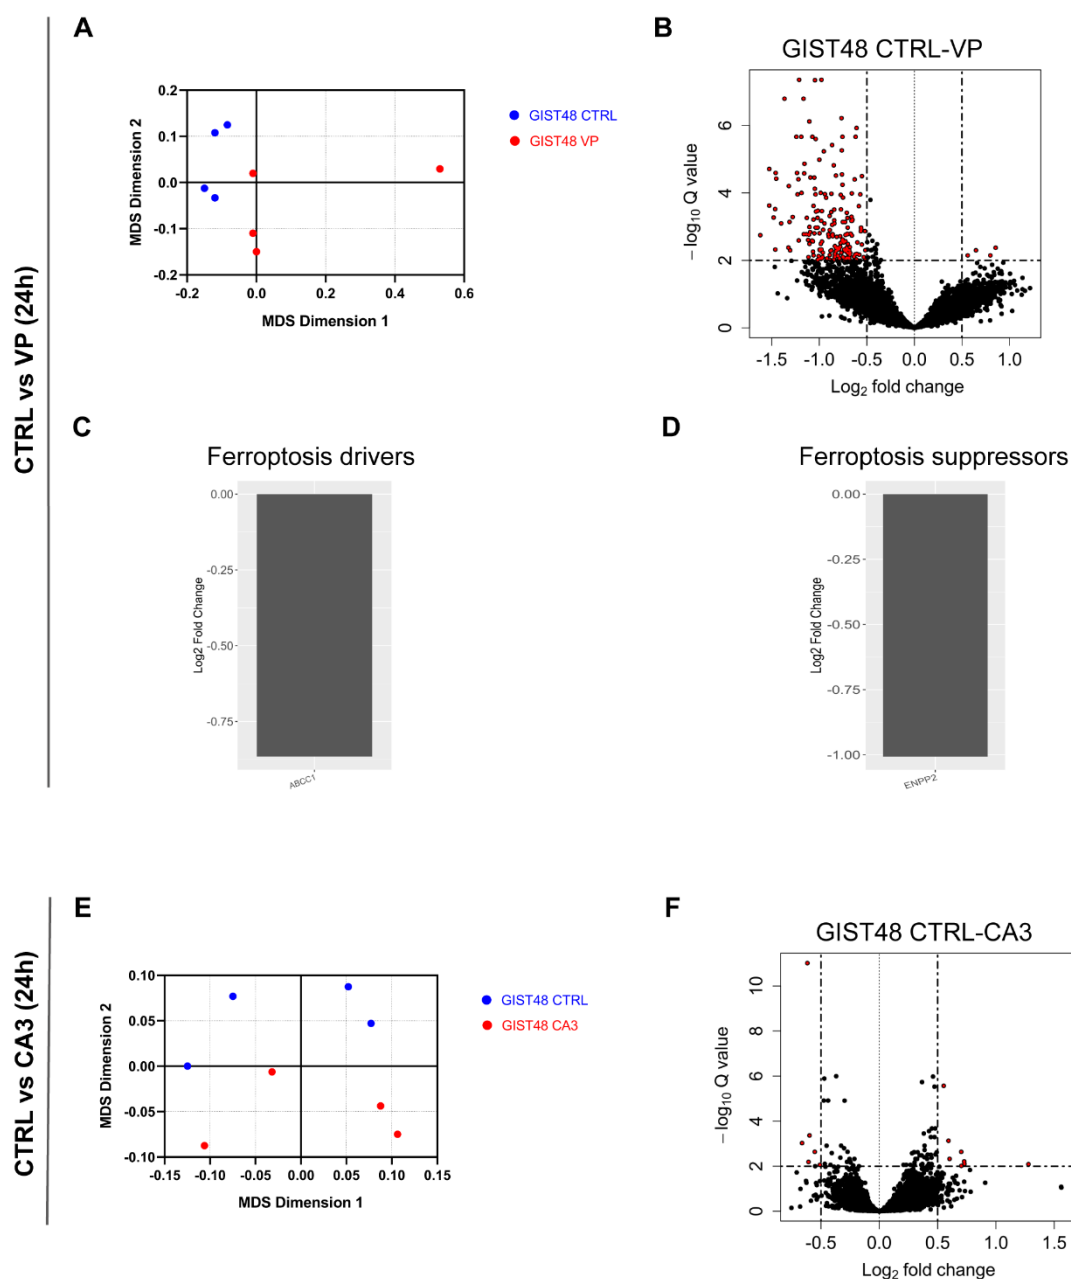 CTRL vs VP (24h)
A
0.2
0.1
0.0
-0.1
-0.2
-0.2
0.0
0.2
0.4
0.6
MDS Dimension 2
MDS Dimension 1
GIST48 CTRL
GIST48 VP
B
GIST48 CTRL-VP
6
4
2
0
-1.5
-1.0
-0.5
0.0
0.5
1.0
−log10 Q value
Log2 fold change
C
Ferroptosis drivers
0.00
-0.25
-0.50
-0.75
Log2 Fold Change
ABCC1
D
Ferroptosis suppressors
0.00
-0.25
-0.50
-0.75
-1.00
Log2 Fold Change
ENPP2
CTRL vs CA3 (24h)
E
0.10
0.05
0.00
-0.05
-0.10
-0.15
-0.10
-0.05
0.00
0.05
0.10
0.15
MDS Dimension 2
MDS Dimension 1
GIST48 CTRL
GIST48 CA3
F
GIST48 CTRL-CA3
10
8
6
4
2
0
-0.5
0.0
0.5
1.0
1.5
−log10 Q value
Log2 fold change